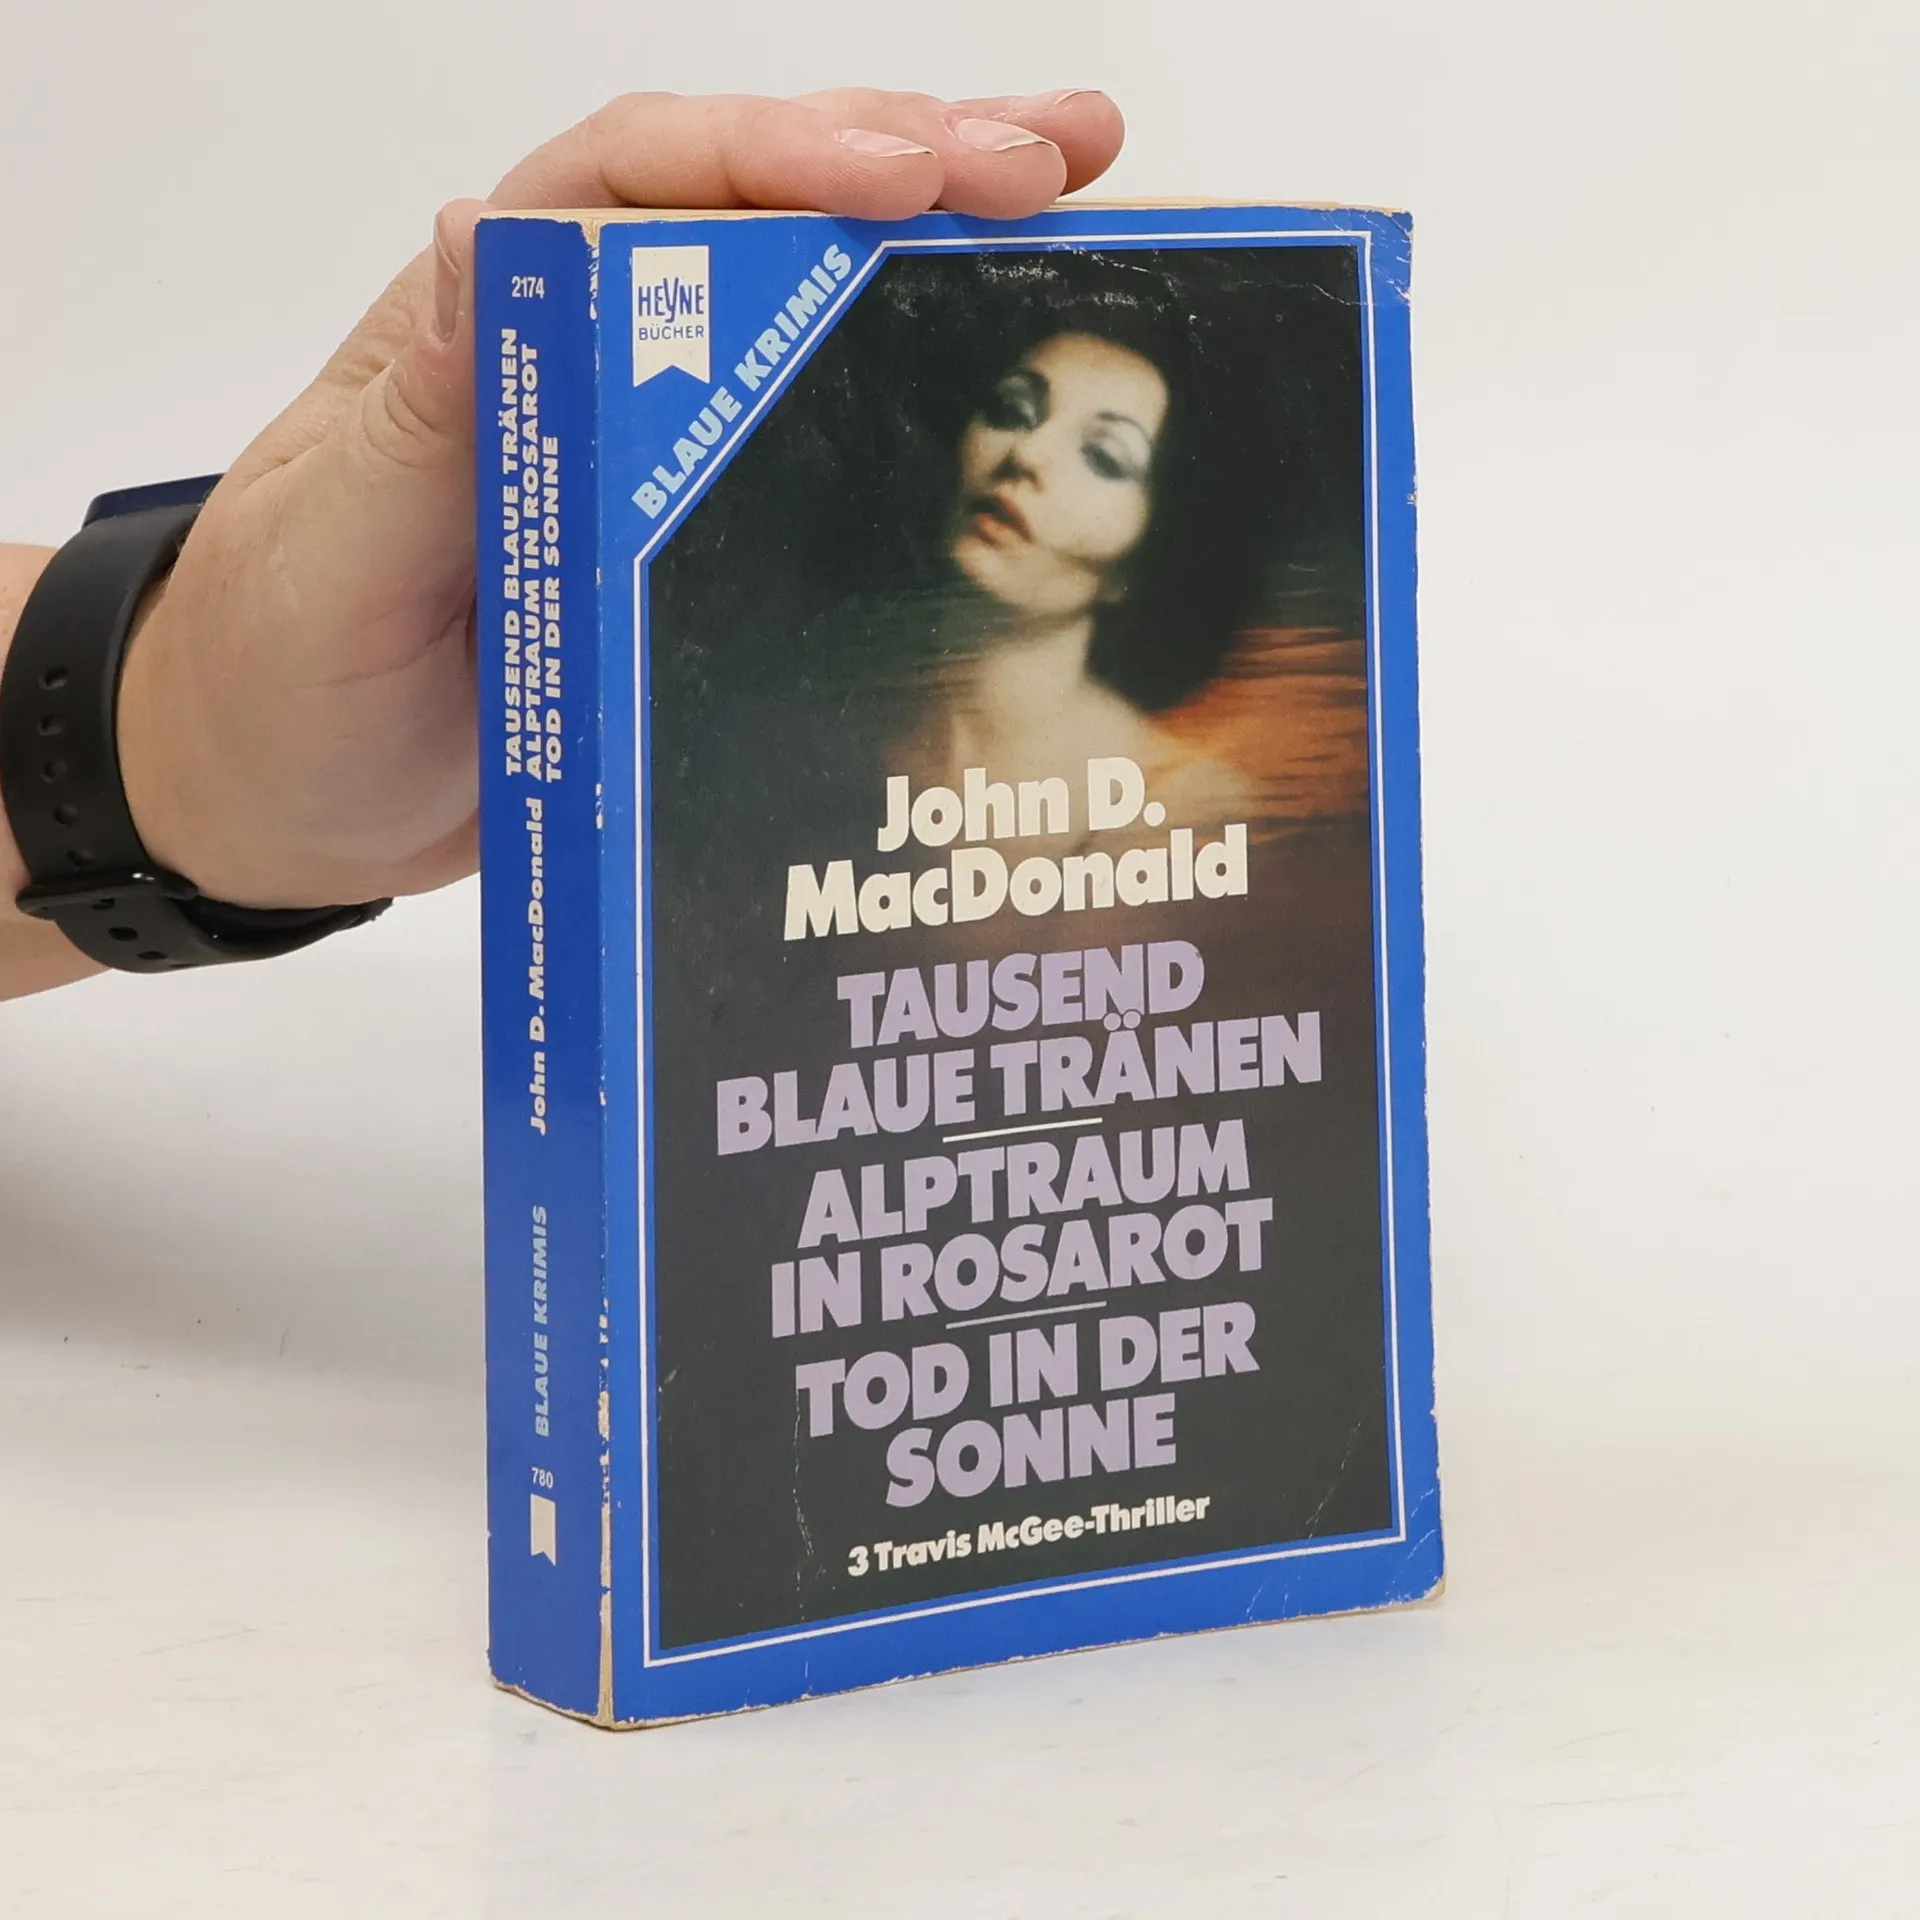 2174
TAUSEND BLAUE TRÄNEN
ALPTRAUM IN ROSAROT
TOD IN DER SONNE
John D. MacDonald
BLAUE KRIMIS
780
HEYNE
BÜCHER
BLAUE KRIMIS
John D.
MacDonald
TAUSEND
BLAUE TRÄNEN
ALPTRAUM
IN ROSAROT
TOD IN DER
SONNE
3 Travis McGee-Thriller